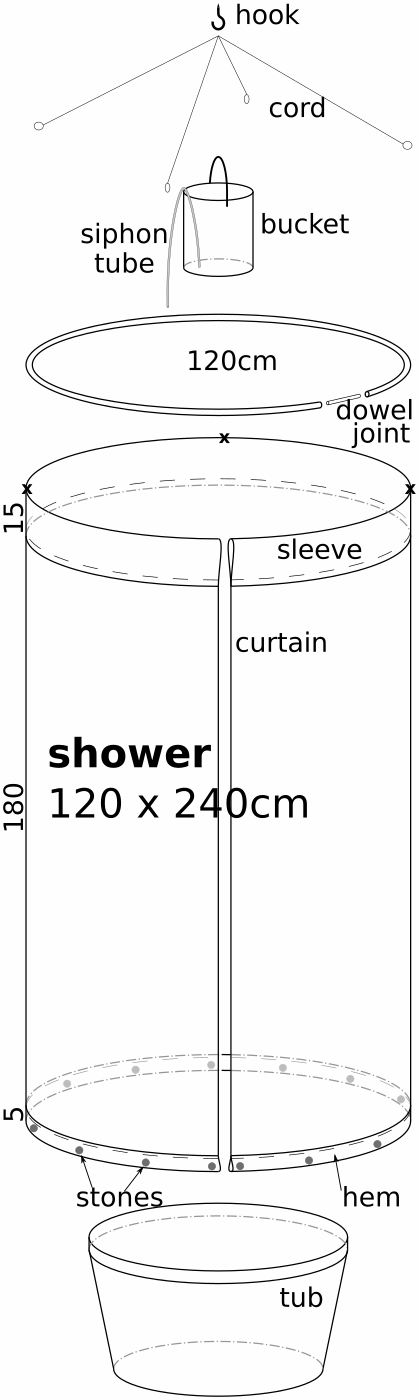 hook
cord
siphon
tube
bucket
120cm
dowel
joint
x
x
x
15
sleeve
curtain
shower
120 x 240cm
180
5
stones
hem
tub